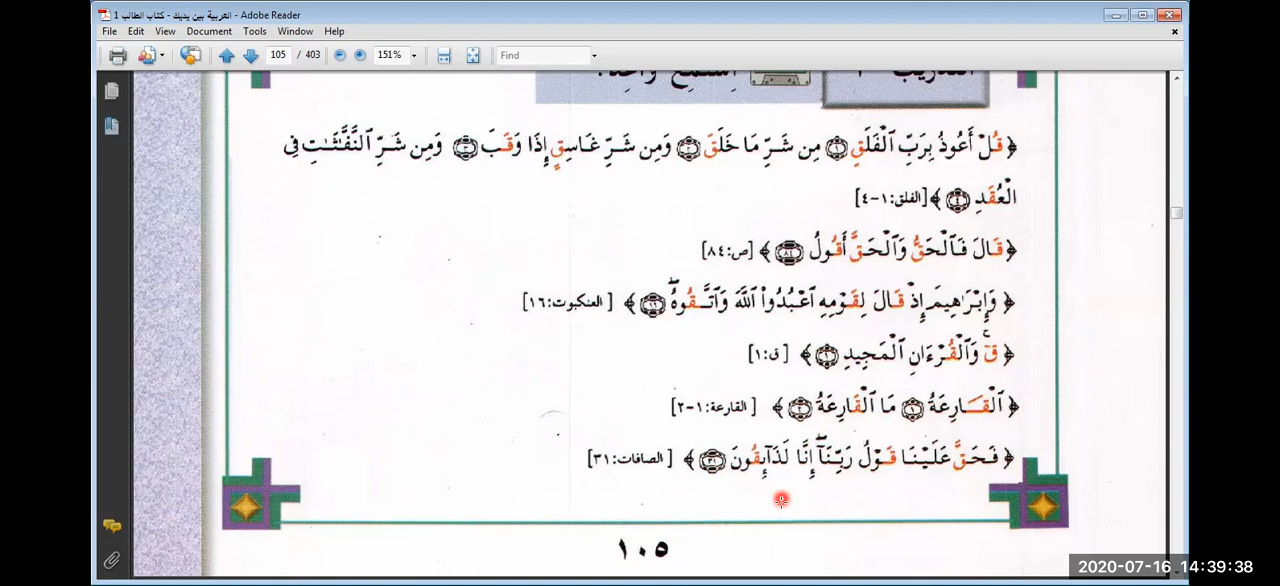 العربية بين يديك - كتاب الطالب 1 - Adobe Reader
File Edit View Document Tools Window Help
105 / 403 151% Find
التدريب اِسْتَمِعْ وَأَعِدْ:
﴿ قُلْ أَعُوذُ بِرَبِّ ٱلْفَلَقِ ١ مِن شَرِّ مَا خَلَقَ ٢ وَمِن شَرِّ غَاسِقٍ إِذَا وَقَبَ ٣ وَمِن شَرِّ ٱلنَّفَّٰثَٰتِ فِى
ٱلْعُقَدِ ٤ ﴾ [الفلق:١-٤]
﴿ قَالَ فَٱلْحَقُّ وَٱلْحَقَّ أَقُولُ ٨٤ ﴾ [ص:٨٤]
﴿ وَإِبْرَٰهِيمَ إِذْ قَالَ لِقَوْمِهِ ٱعْبُدُوا۟ ٱللَّهَ وَٱتَّقُوهُ ۖ ١٦ ﴾ [العنكبوت:١٦]
﴿ قٓ ۚ وَٱلْقُرْءَانِ ٱلْمَجِيدِ ١ ﴾ [ق:١]
﴿ ٱلْقَارِعَةُ ١ مَا ٱلْقَارِعَةُ ٢ ﴾ [القارعة:١-٢]
﴿ فَحَقَّ عَلَيْنَا قَوْلُ رَبِّنَآ ۖ إِنَّا لَذَآئِقُونَ ٣١ ﴾ [الصافات:٣١]
١٠٥
2020-07-16 14:39:38